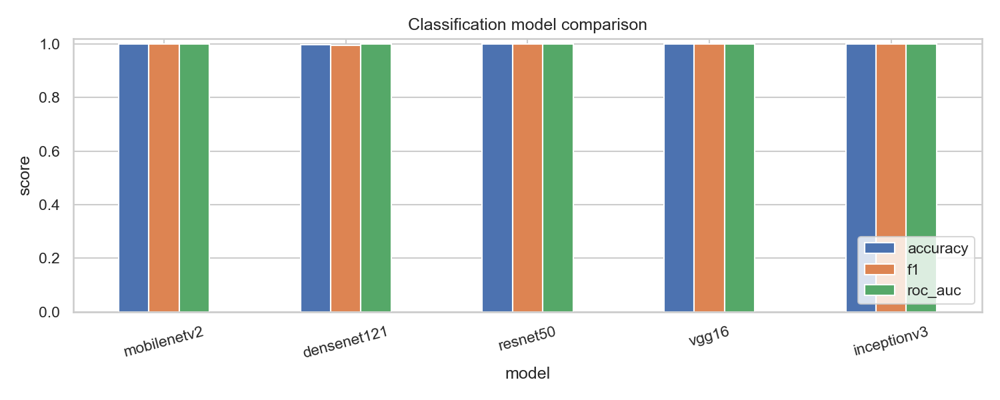 Classification model comparison
1.0
0.8
0.6
0.4
0.2
0.0
score
accuracy
f1
roc_auc
mobilenetv2
densenet121
resnet50
vgg16
inceptionv3
model